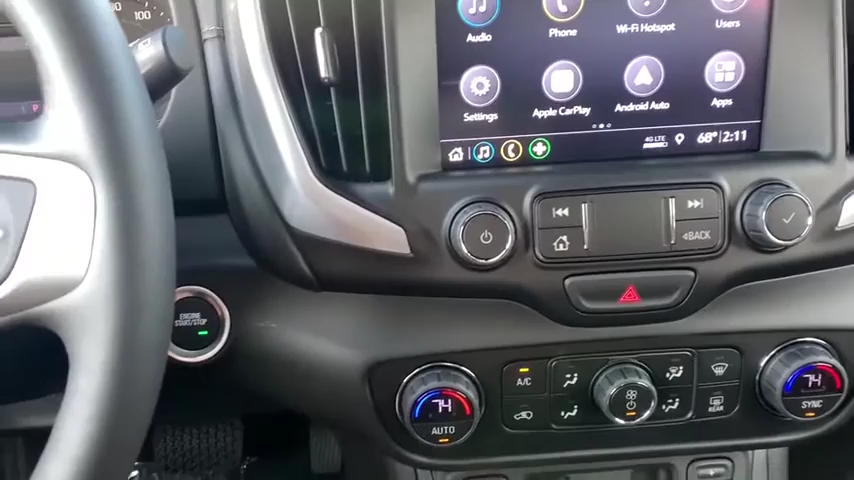 100
P
Audio
Phone
Wi-Fi Hotspot
Users
Settings
Apple CarPlay
Android Auto
Apps
4G LTE
68°
2:11
BACK
ENGINE
START/STOP
A/C
74
AUTO
REAR
74
SYNC